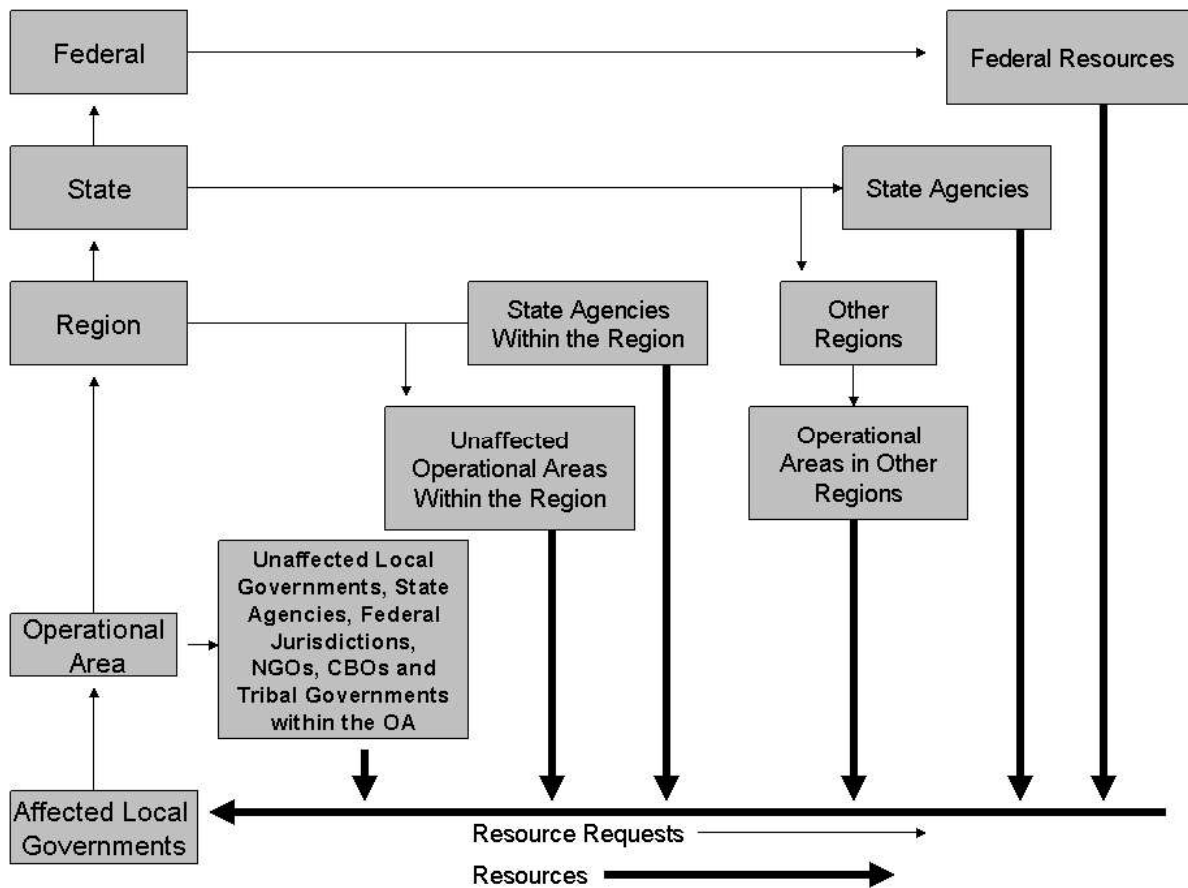 Federal
Federal Resources
State
State Agencies
Region
State Agencies
Within the Region
Other
Regions
Unaffected
Operational Areas
Within the Region
Operational
Areas in Other
Regions
Operational
Area
Unaffected Local
Governments, State
Agencies, Federal
Jurisdictions,
NGOs, CBOs and
Tribal Governments
within the OA
Affected Local
Governments
Resource Requests
Resources